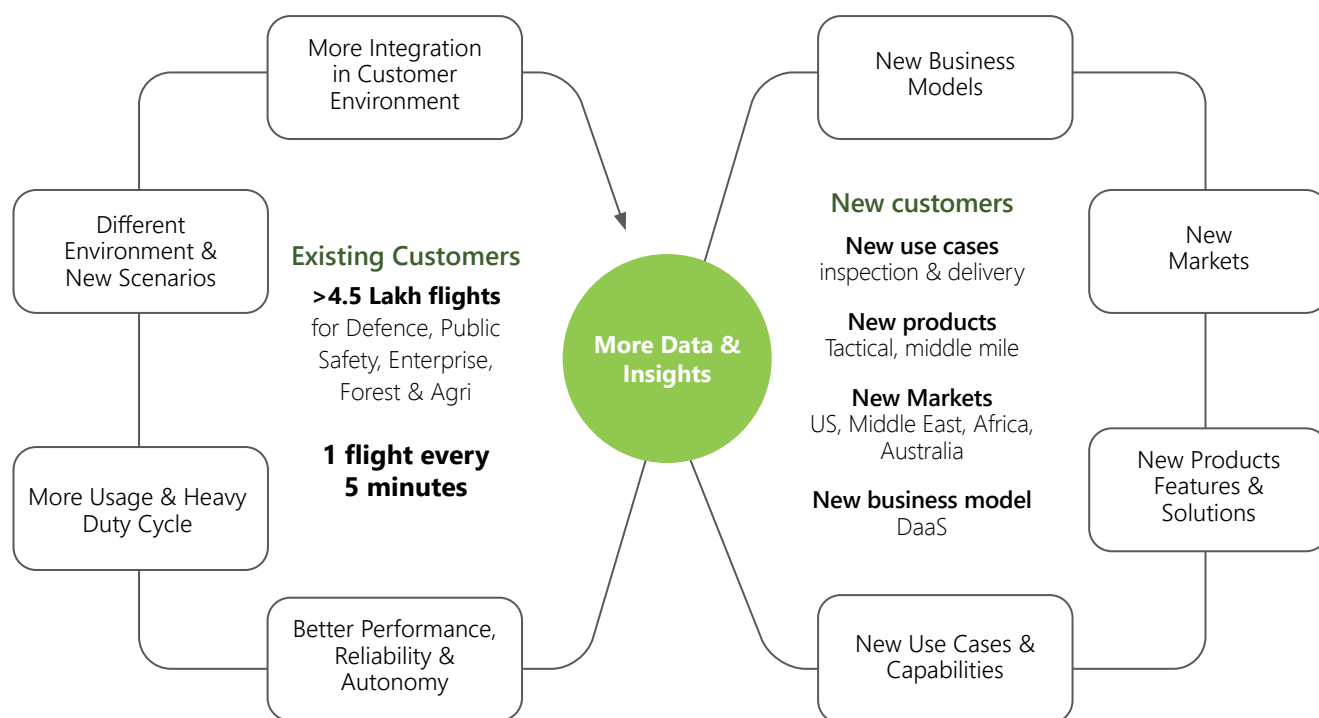 More Integration
in Customer
Environment
Different
Environment &
New Scenarios
More Usage & Heavy
Duty Cycle
Better Performance,
Reliability &
Autonomy
Existing Customers
>4.5 Lakh flights
for Defence, Public
Safety, Enterprise,
Forest & Agri
1 flight every
5 minutes
More Data &
Insights
New Business
Models
New
Markets
New Products
Features &
Solutions
New Use Cases &
Capabilities
New customers
New use cases
inspection & delivery
New products
Tactical, middle mile
New Markets
US, Middle East, Africa,
Australia
New business model
DaaS